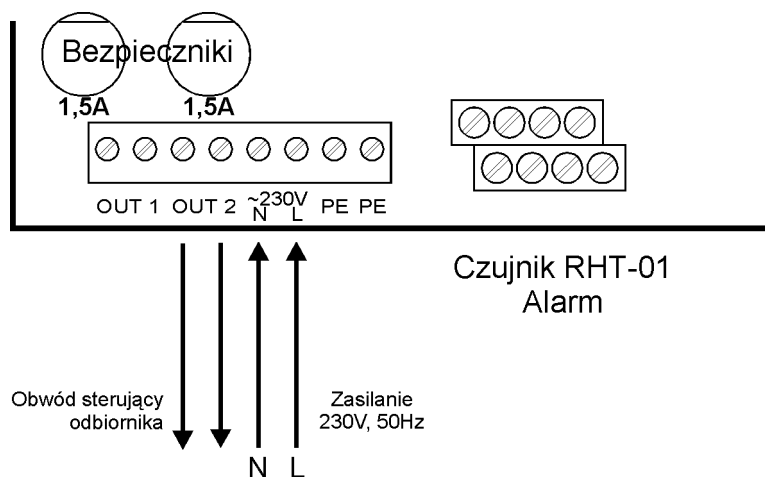 Bezpieczniki
1,5A 1,5A
OUT 1 OUT 2 ~230V PE PE
N L
Czujnik RHT-01
Alarm
Obwód sterujący
odbiornika
Zasilanie
230V, 50Hz
N L